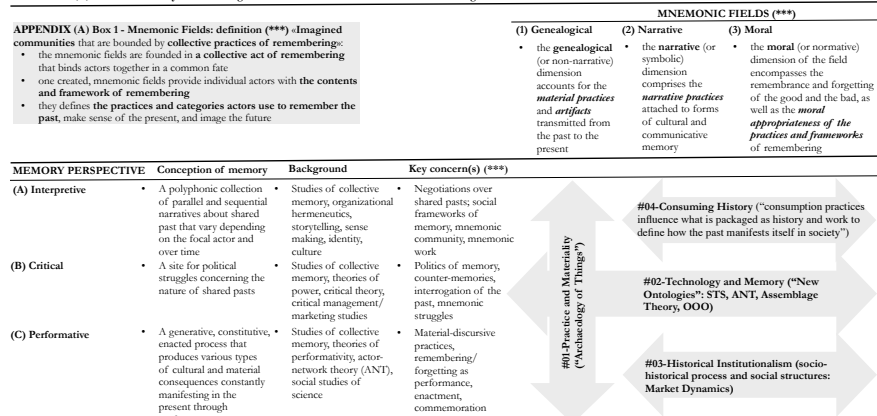 MNEMONIC FIELDS (***)
APPENDIX (A) Box 1 - Mnemonic Fields: definition (***) «Imagined
communities that are bounded by collective practices of remembering«:
• the mnemonic fields are founded in a collective act of remembering
that binds actors together in a common fate
• one created, mnemonic fields provide individual actors with the contents
and framework of remembering
• they defines the practices and categories actors use to remember the
past, make sense of the present, and image the future
(1) Genealogical
• the genealogical
(or non-narrative)
dimension
accounts for the
material practices
and artifacts
transmitted from
the past to the
present
(2) Narrative
• the narrative (or
symbolic)
dimension
comprises the
narrative practices
attached to forms
of cultural and
communicative
memory
(3) Moral
• the moral (or normative)
dimension of the field
encompasses the
remembrance and forgetting
of the good and the bad, as
well as the moral
appropriateness of the
practices and frameworks
of remembering
MEMORY PERSPECTIVE
Conception of memory
Background
Key concern(s) (***)
(A) Interpretive
• A polyphonic collection
of parallel and sequential
narratives about shared
past that vary depending
on the focal actor and
over time
• Studies of collective
memory, organizational
hermeneutics,
storytelling, sense
making, identity,
culture
• Negotiations over
shared pasts; social
frameworks of
memory, mnemonic
community, mnemonic
work
(B) Critical
• A site for political
struggles concerning the
nature of shared pasts
• Studies of collective
memory, theories of
power, critical theory,
critical management/
marketing studies
• Politics of memory,
counter-memories,
interrogation of the
past, mnemonic
struggles
(C) Performative
• A generative, constitutive,
enacted process that
produces various types
of cultural and material
consequences constantly
manifesting in the
present through
• Studies of collective
memory, theories of
performativity, actor-
network theory (ANT),
social studies of
science
• Material-discursive
practices,
remembering/
forgetting as
performance,
enactment,
commemoration
#01-Practice and Materiality
("Archaeology of Things")
#04-Consuming History ("consumption practices
influence what is packaged as history and work to
define how the past manifests itself in society")
#02-Technology and Memory ("New
Ontologies": STS, ANT, Assemblage
Theory, OOO)
#03-Historical Institutionalism (socio-
historical process and social structures:
Market Dynamics)